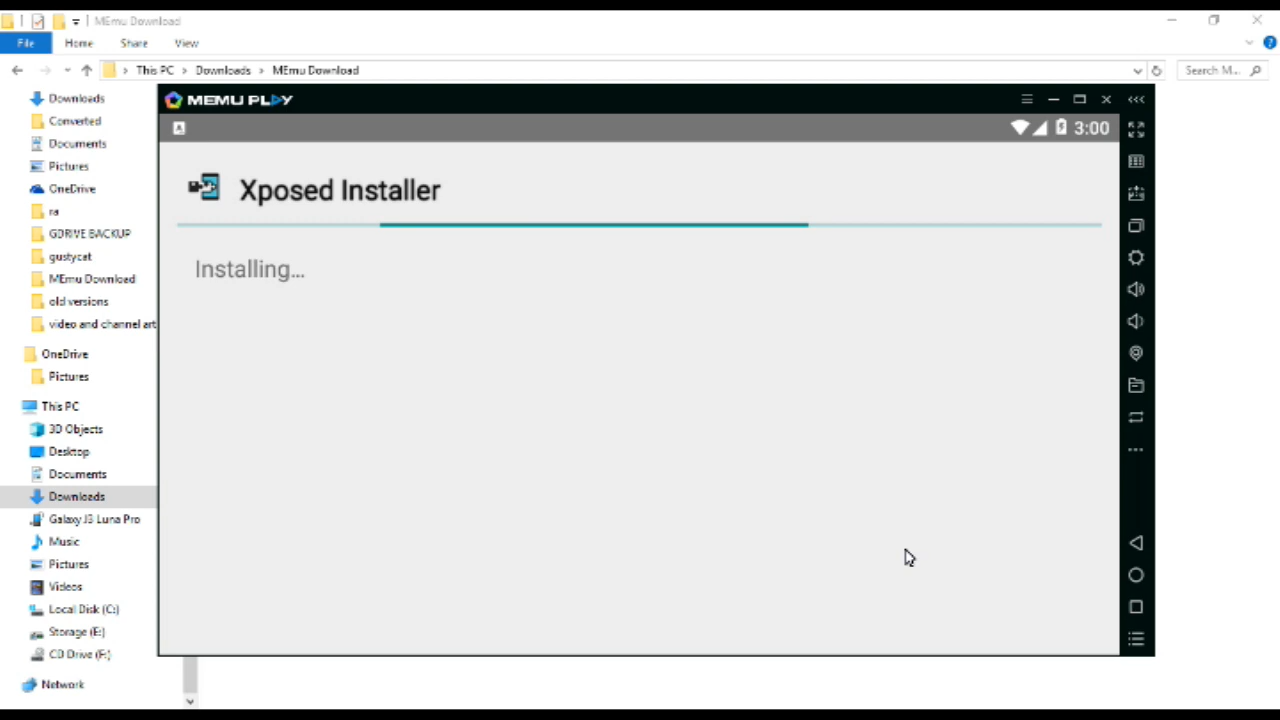 MEmu Download
File Home Share View
This PC > Downloads > MEmu Download
Search M...
Downloads
Converted
Documents
Pictures
OneDrive
ra
GDRIVE BACKUP
gustycat
MEmu Download
old versions
video and channel art
OneDrive
Pictures
This PC
3D Objects
Desktop
Documents
Downloads
Galaxy J3 Luna Pro
Music
Pictures
Videos
Local Disk (C:)
Storage (E:)
CD Drive (F:)
Network
MEMU PLAY
3:00
Xposed Installer
Installing...